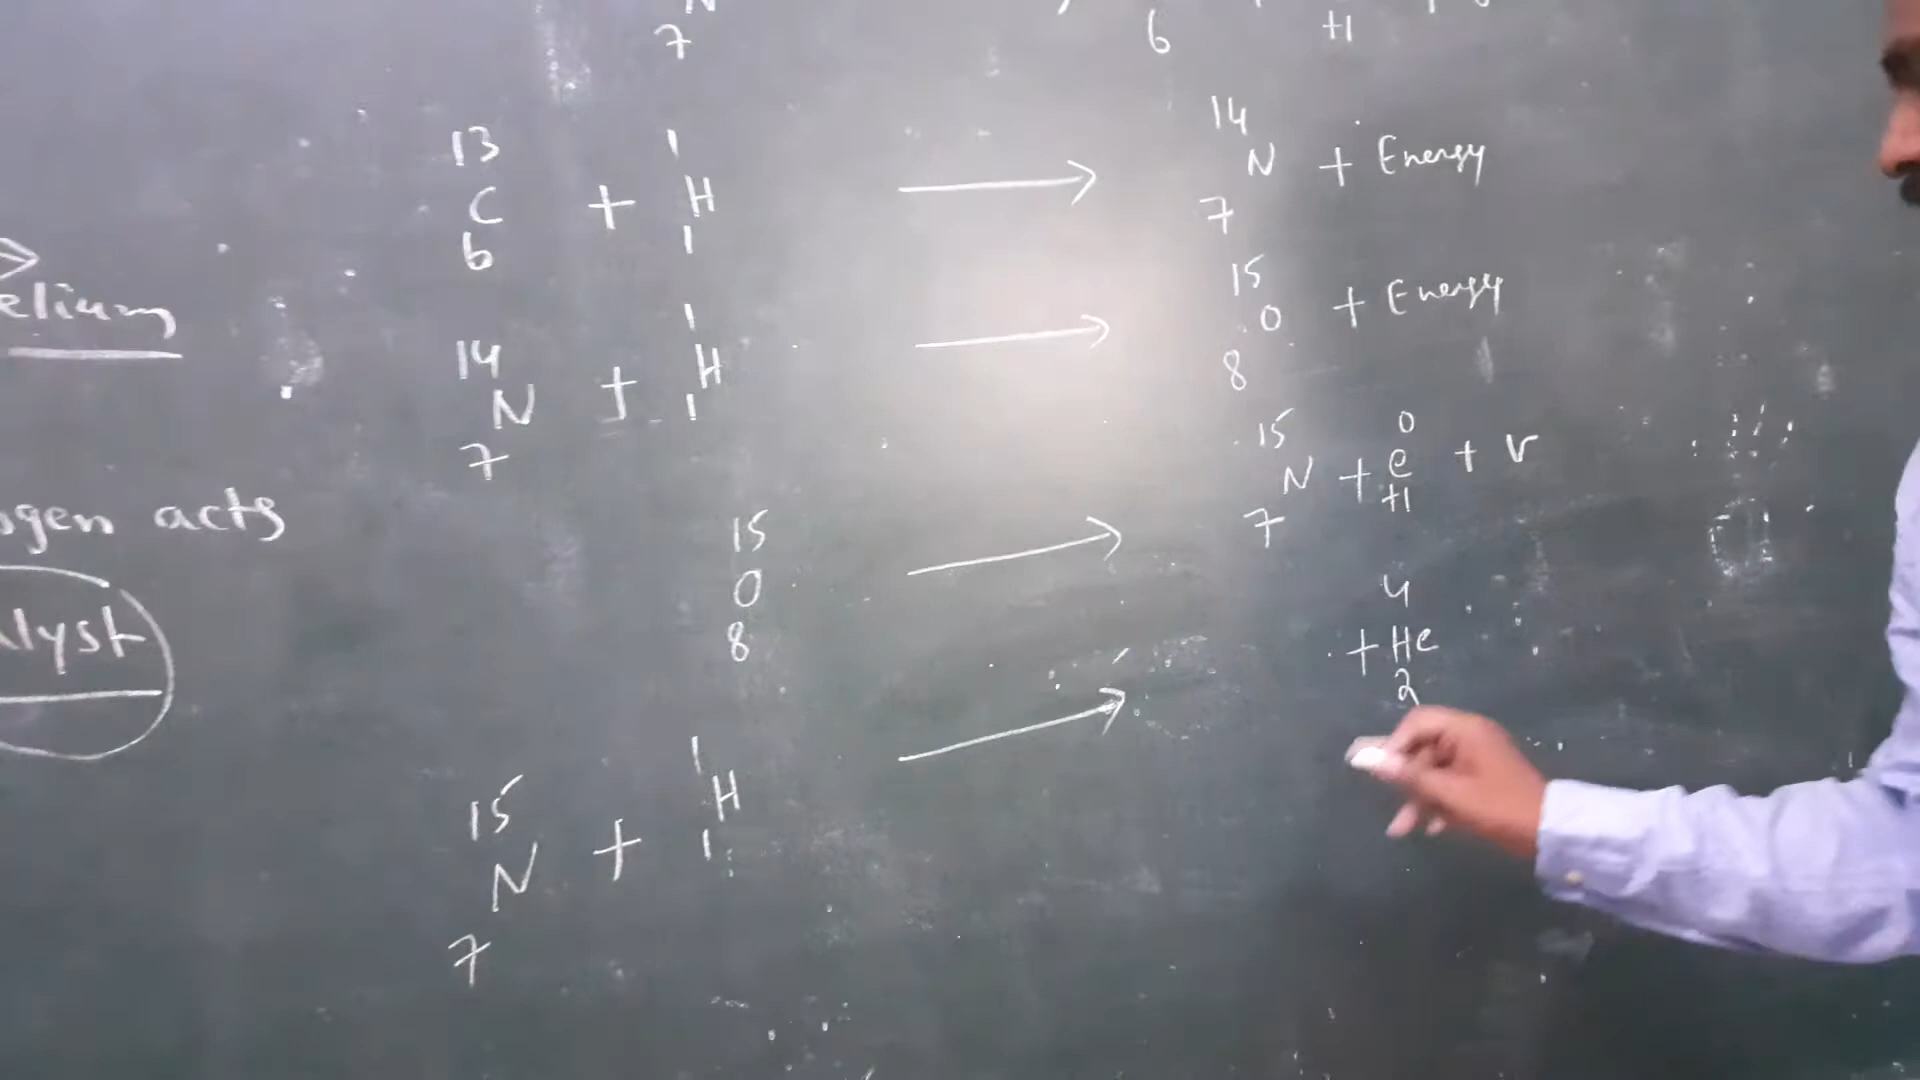 N
7
6
+1
13
C
6
+
1
H
1
14
N
7
+ Energy
elium
14
N
7
+
1
H
1
15
O
8
+ Energy
ogen acts
15
O
8
15
N
7
+
0
e
+1
+ ν
alyst
15
N
7
+
1
H
1
+
4
He
2